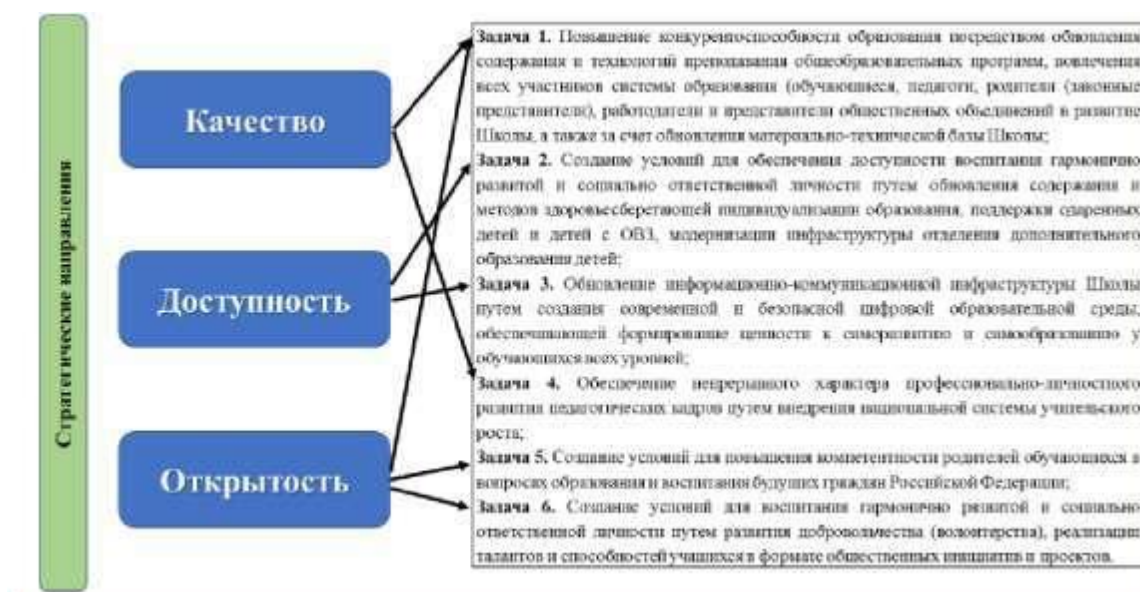 Стратегические направления
Качество
Доступность
Открытость
Задача 1. Повышение конкурентоспособности образования посредством обновления
содержания и технологий преподавания общеобразовательных программ, вовлечения
всех участников системы образования (обучающиеся, педагоги, родители (законные
представители), работодатели и представители общественных объединений в развитие
Школы, а также за счет обновления материально-технической базы Школы;
Задача 2. Создание условий для обеспечения доступности воспитания гармонично
развитой и социально ответственной личности путем обновления содержания и
методов здоровьесберегающей индивидуализации образования, поддержки одаренных
детей и детей с ОВЗ, модернизации инфраструктуры отделения дополнительного
образования детей;
Задача 3. Обновление информационно-коммуникационной инфраструктуры Школы
путем создания современной и безопасной цифровой образовательной среды,
обеспечивающей формирование ценности к саморазвитию и самообразованию у
обучающихся всех уровней;
Задача 4. Обеспечение непрерывного характера профессионально-личностного
развития педагогических кадров путем внедрения национальной системы учительского
роста;
Задача 5. Создание условий для повышения компетентности родителей обучающихся в
вопросах образования и воспитания будущих граждан Российской Федерации;
Задача 6. Создание условий для воспитания гармонично развитой и социально
ответственной личности путем развития добровольчества (волонтерства), реализации
талантов и способностей учащихся в формате общественных инициатив и проектов.